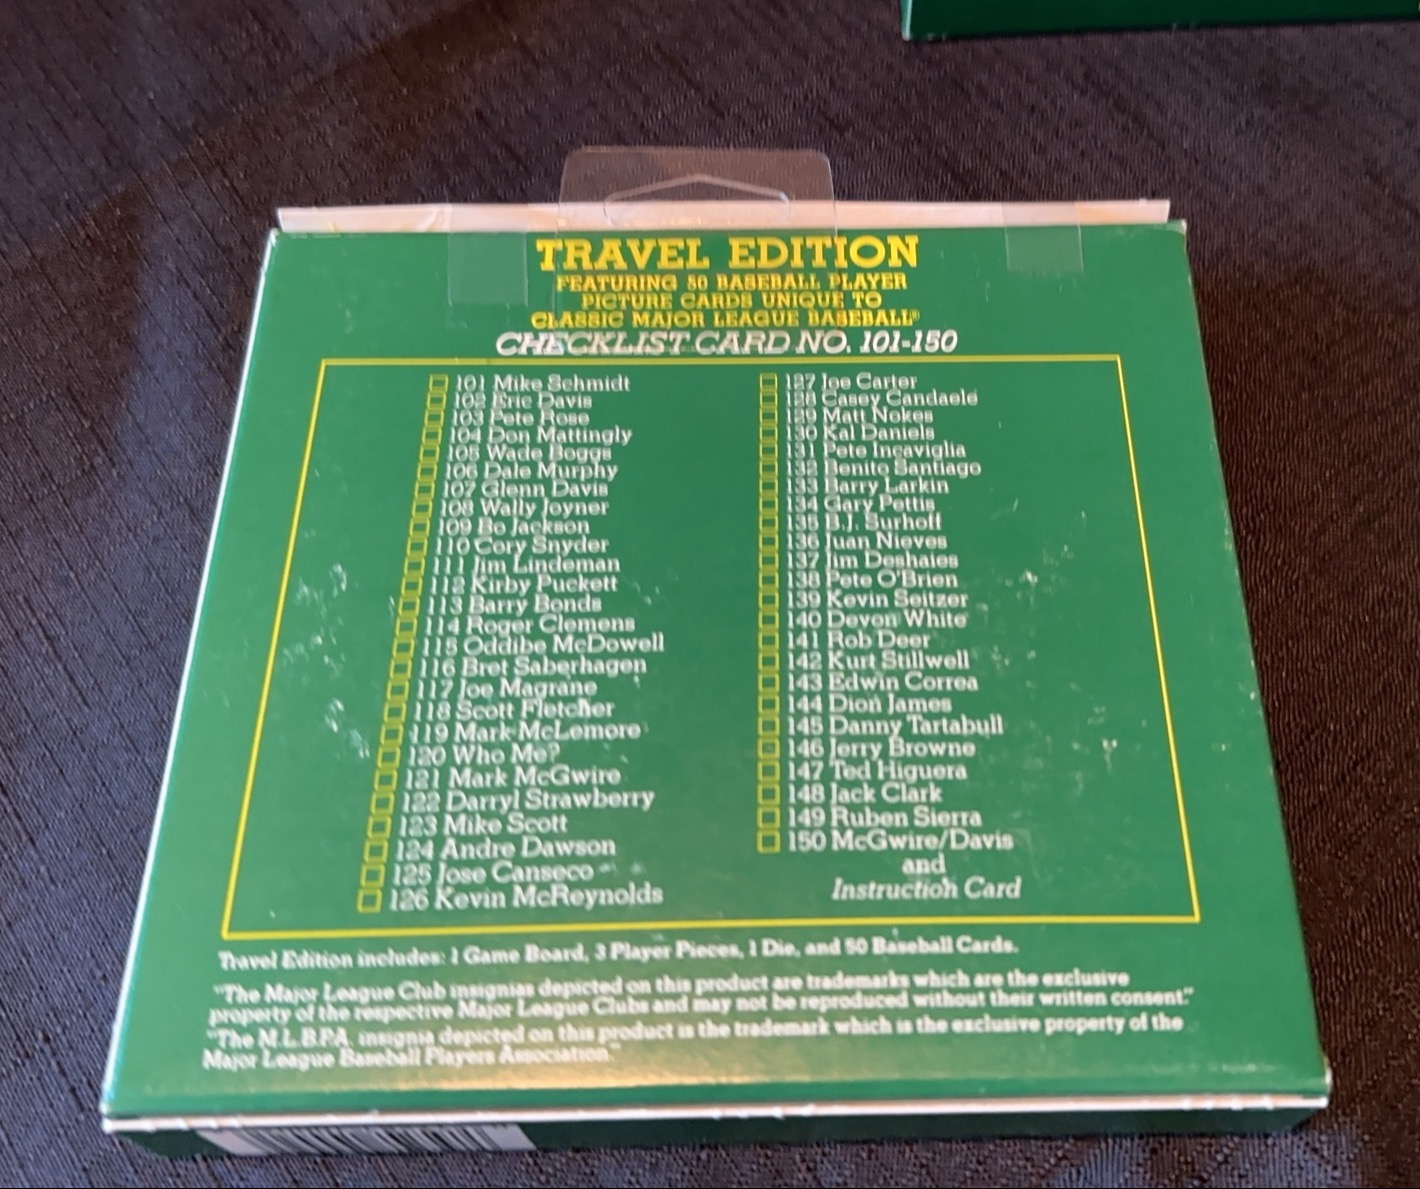 TRAVEL EDITION
FEATURING 50 BASEBALL PLAYER
PICTURE CARDS UNIQUE TO
CLASSIC MAJOR LEAGUE BASEBALL®
CHECKLIST CARD NO. 101-150
101 Mike Schmidt
102 Eric Davis
103 Pete Rose
104 Don Mattingly
105 Wade Boggs
106 Dale Murphy
107 Glenn Davis
108 Wally Joyner
109 Bo Jackson
110 Cory Snyder
111 Jim Lindeman
112 Kirby Puckett
113 Barry Bonds
114 Roger Clemens
115 Oddibe McDowell
116 Bret Saberhagen
117 Joe Magrane
118 Scott Fletcher
119 Mark McLemore
120 Who Me?
121 Mark McGwire
122 Darryl Strawberry
123 Mike Scott
124 Andre Dawson
125 Jose Canseco
126 Kevin McReynolds
127 Joe Carter
128 Casey Candaele
129 Matt Nokes
130 Kal Daniels
131 Pete Incaviglia
132 Benito Santiago
133 Barry Larkin
134 Gary Pettis
135 B.J. Surhoff
136 Juan Nieves
137 Jim Deshaies
138 Pete O'Brien
139 Kevin Seitzer
140 Devon White
141 Rob Deer
142 Kurt Stillwell
143 Edwin Correa
144 Dion James
145 Danny Tartabull
146 Jerry Browne
147 Ted Higuera
148 Jack Clark
149 Ruben Sierra
150 McGwire/Davis
and
Instruction Card
Travel Edition includes: 1 Game Board, 3 Player Pieces, 1 Die, and 50 Baseball Cards.
"The Major League Club insignias depicted on this product are trademarks which are the exclusive
property of the respective Major League Clubs and may not be reproduced without their written consent."
"The M.L.B.P.A. insignia depicted on this product is the trademark which is the exclusive property of the
Major League Baseball Players Association."